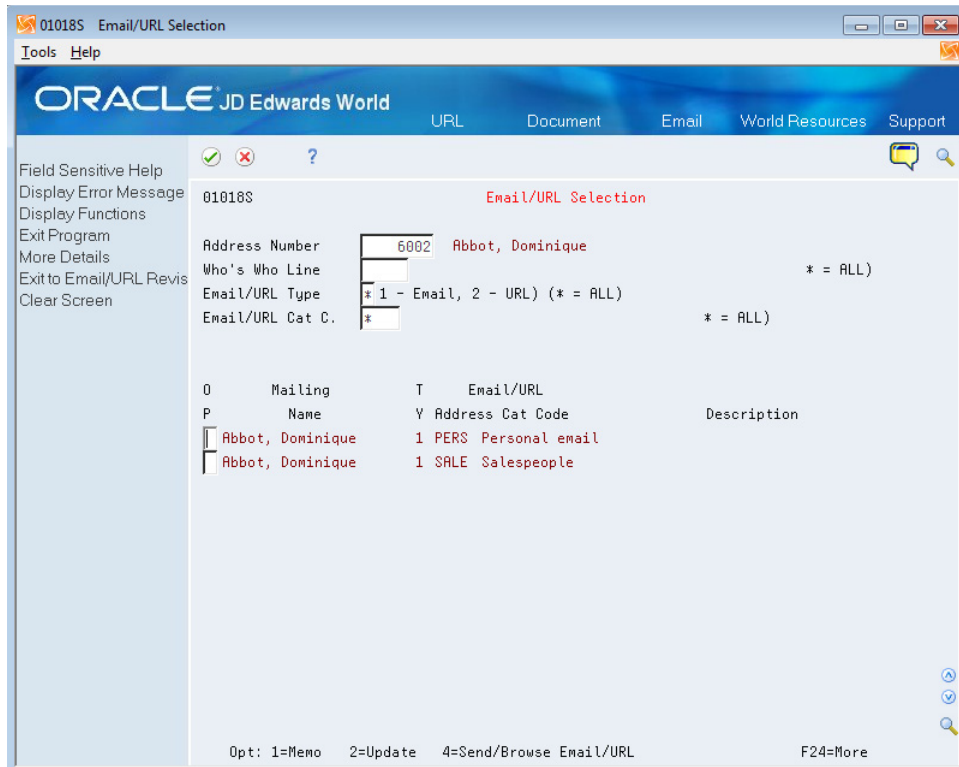 01018S Email/URL Selection
Tools Help
ORACLE JD Edwards World
URL Document Email World Resources Support
Field Sensitive Help
Display Error Message
Display Functions
Exit Program
More Details
Exit to Email/URL Revis
Clear Screen
?
01018S Email/URL Selection
Address Number 6002 Abbot, Dominique
Who's Who Line * = ALL)
Email/URL Type * 1 - Email, 2 - URL) (* = ALL)
Email/URL Cat C. * * = ALL)
O Mailing T Email/URL
P Name Y Address Cat Code Description
Abbot, Dominique 1 PERS Personal email
Abbot, Dominique 1 SALE Salespeople
Opt: 1=Memo 2=Update 4=Send/Browse Email/URL F24=More